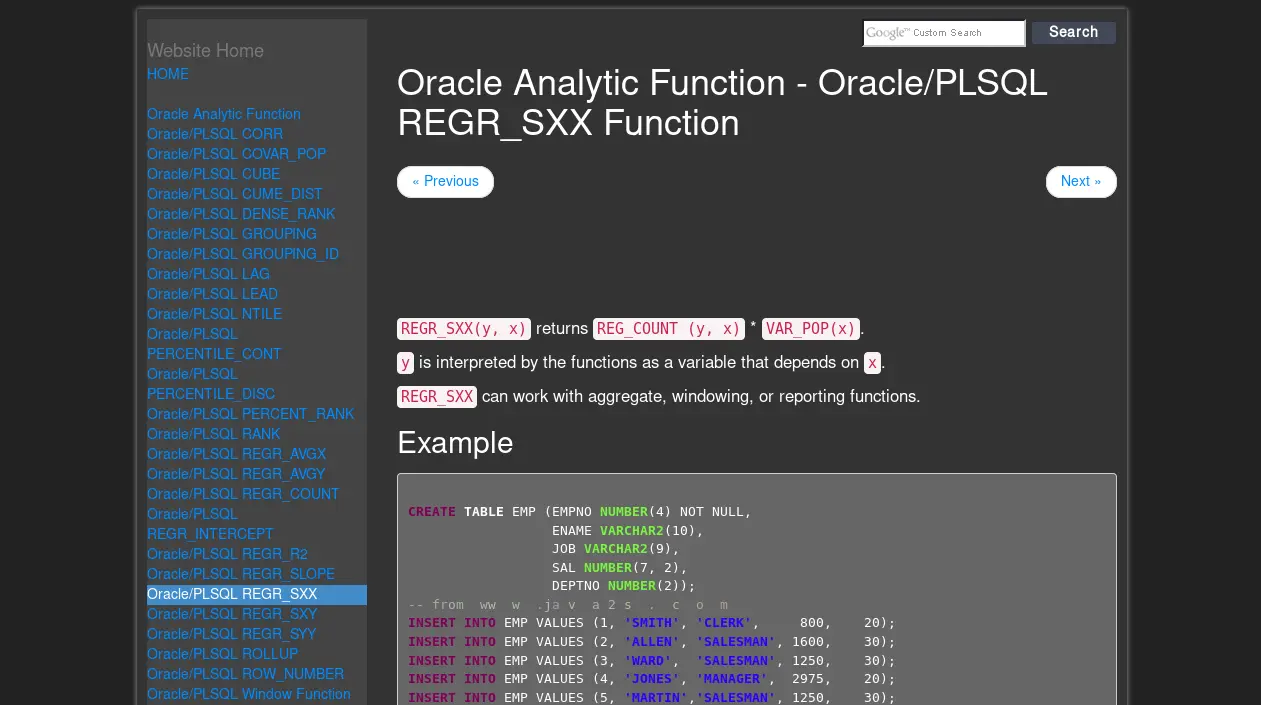 Google™ Custom Search
Search
Website Home
HOME
Oracle Analytic Function
Oracle/PLSQL CORR
Oracle/PLSQL COVAR_POP
Oracle/PLSQL CUBE
Oracle/PLSQL CUME_DIST
Oracle/PLSQL DENSE_RANK
Oracle/PLSQL GROUPING
Oracle/PLSQL GROUPING_ID
Oracle/PLSQL LAG
Oracle/PLSQL LEAD
Oracle/PLSQL NTILE
Oracle/PLSQL
PERCENTILE_CONT
Oracle/PLSQL
PERCENTILE_DISC
Oracle/PLSQL PERCENT_RANK
Oracle/PLSQL RANK
Oracle/PLSQL REGR_AVGX
Oracle/PLSQL REGR_AVGY
Oracle/PLSQL REGR_COUNT
Oracle/PLSQL
REGR_INTERCEPT
Oracle/PLSQL REGR_R2
Oracle/PLSQL REGR_SLOPE
Oracle/PLSQL REGR_SXX
Oracle/PLSQL REGR_SXY
Oracle/PLSQL REGR_SYY
Oracle/PLSQL ROLLUP
Oracle/PLSQL ROW_NUMBER
Oracle/PLSQL Window Function
Oracle Analytic Function - Oracle/PLSQL
REGR_SXX Function
« Previous
Next »
REGR_SXX(y, x) returns REG_COUNT (y, x) * VAR_POP(x).
y is interpreted by the functions as a variable that depends on x.
REGR_SXX can work with aggregate, windowing, or reporting functions.
Example
CREATE TABLE EMP (EMPNO NUMBER(4) NOT NULL,
ENAME VARCHAR2(10),
JOB VARCHAR2(9),
SAL NUMBER(7, 2),
DEPTNO NUMBER(2));
-- from  ww  w  .ja v  a 2 s  .  c  o  m
INSERT INTO EMP VALUES (1, 'SMITH', 'CLERK',     800,    20);
INSERT INTO EMP VALUES (2, 'ALLEN', 'SALESMAN', 1600,    30);
INSERT INTO EMP VALUES (3, 'WARD',  'SALESMAN', 1250,    30);
INSERT INTO EMP VALUES (4, 'JONES', 'MANAGER',  2975,    20);
INSERT INTO EMP VALUES (5, 'MARTIN','SALESMAN', 1250,    30);